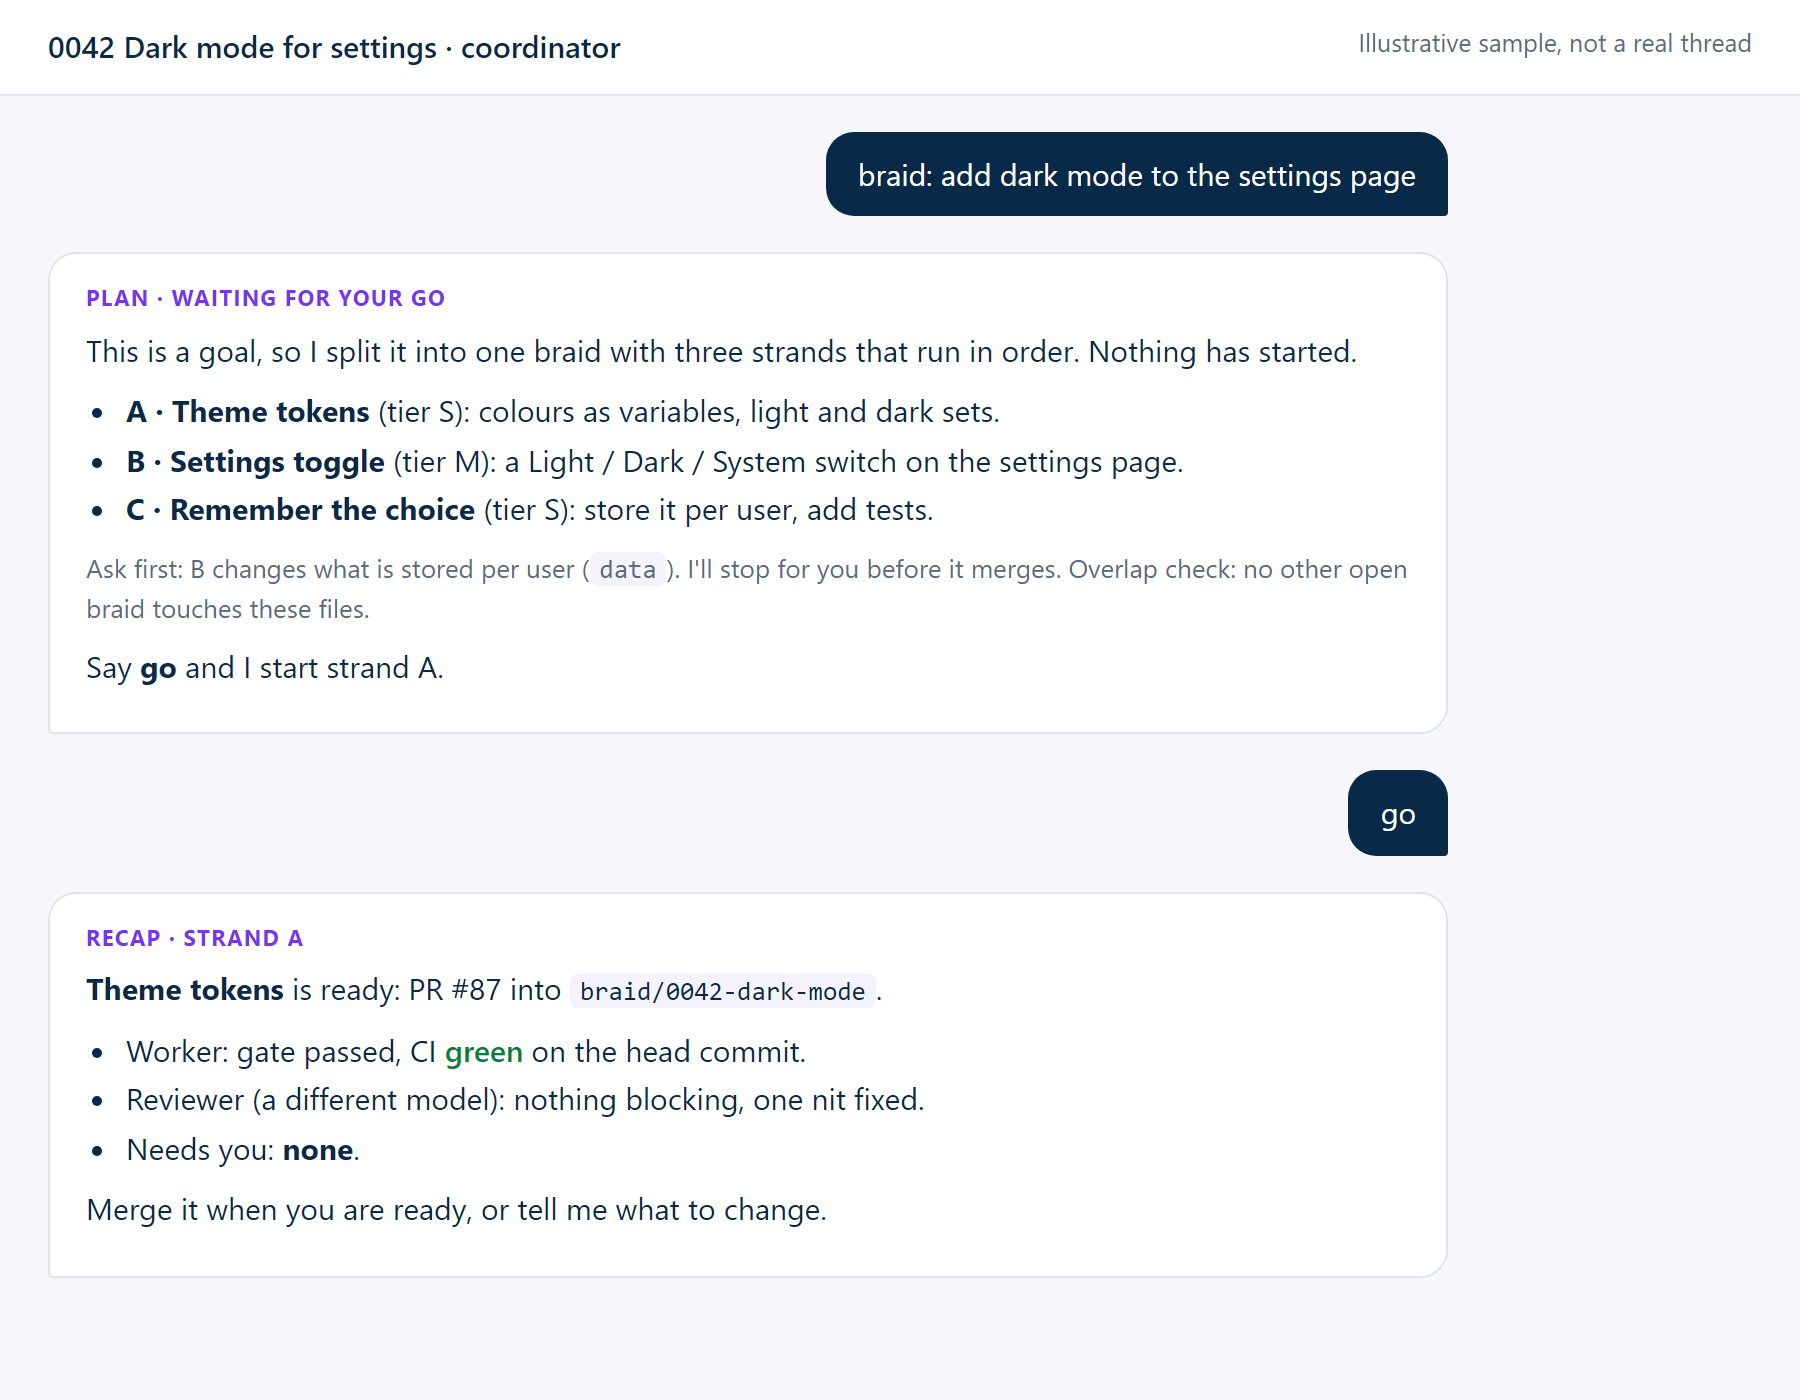 0042 Dark mode for settings · coordinator
Illustrative sample, not a real thread
braid: add dark mode to the settings page
PLAN · WAITING FOR YOUR GO
This is a goal, so I split it into one braid with three strands that run in order. Nothing has started.
• A · Theme tokens (tier S): colours as variables, light and dark sets.
• B · Settings toggle (tier M): a Light / Dark / System switch on the settings page.
• C · Remember the choice (tier S): store it per user, add tests.
Ask first: B changes what is stored per user (data). I'll stop for you before it merges. Overlap check: no other open
braid touches these files.
Say go and I start strand A.
go
RECAP · STRAND A
Theme tokens is ready: PR #87 into braid/0042-dark-mode.
• Worker: gate passed, CI green on the head commit.
• Reviewer (a different model): nothing blocking, one nit fixed.
• Needs you: none.
Merge it when you are ready, or tell me what to change.